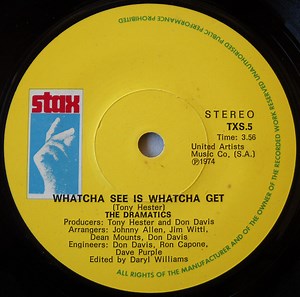 UNAUTHORISED PUBLIC PERFORMANCE PROHIBITED
stax
STEREO
TXS.5
Time: 3.56
United Artists
Music Co, (S.A.)
℗1974
WHATCHA SEE IS WHATCHA GET
(Tony Hester)
THE DRAMATICS
Producers: Tony Hester and Don Davis
Arrangers: Johnny Allen, Jim Wittl,
Dean Mounts, Don Davis
Engineers: Don Davis, Ron Capone,
Dave Purple
Edited by Daryl Williams
ALL RIGHTS OF THE MANUFACTURER AND OF THE OWNER OF THE RECORDED WORK RESERVED